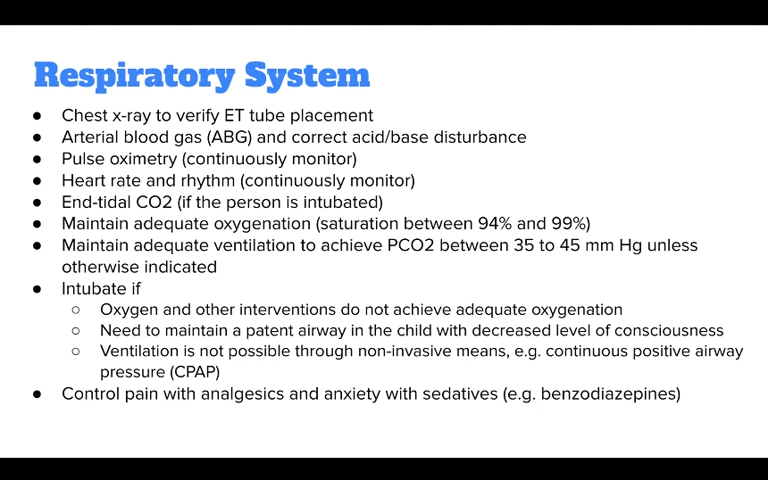 Respiratory System
● Chest x-ray to verify ET tube placement
● Arterial blood gas (ABG) and correct acid/base disturbance
● Pulse oximetry (continuously monitor)
● Heart rate and rhythm (continuously monitor)
● End-tidal CO2 (if the person is intubated)
● Maintain adequate oxygenation (saturation between 94% and 99%)
● Maintain adequate ventilation to achieve PCO2 between 35 to 45 mm Hg unless
otherwise indicated
● Intubate if
○ Oxygen and other interventions do not achieve adequate oxygenation
○ Need to maintain a patent airway in the child with decreased level of consciousness
○ Ventilation is not possible through non-invasive means, e.g. continuous positive airway
pressure (CPAP)
● Control pain with analgesics and anxiety with sedatives (e.g. benzodiazepines)